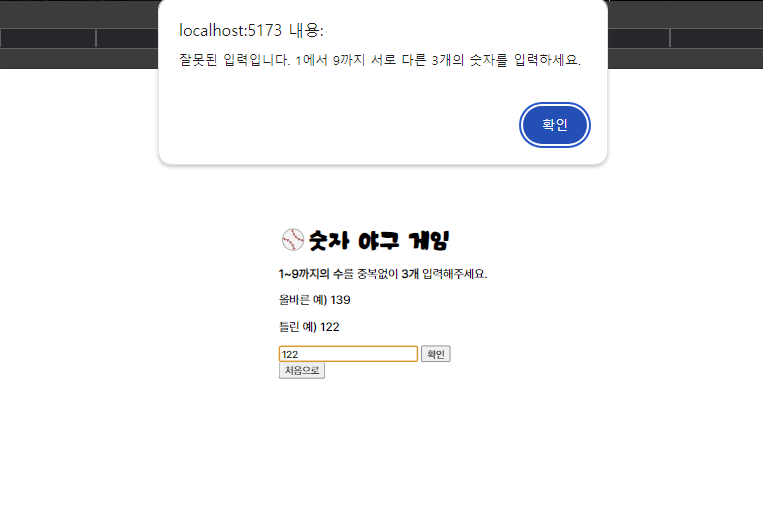 localhost:5173 내용:
잘못된 입력입니다. 1에서 9까지 서로 다른 3개의 숫자를 입력하세요.
확인
숫자 야구 게임
1~9까지의 수를 중복없이 3개 입력해주세요.
올바른 예) 139
틀린 예) 122
122 확인
처음으로